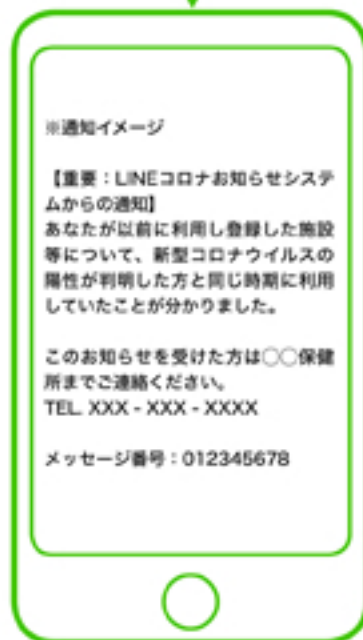 ※通知イメージ
【重要：LINEコロナお知らせシステ
ムからの通知】
あなたが以前に利用し登録した施設
等について、新型コロナウイルスの
陽性が判明した方と同じ時期に利用
していたことが分かりました。
このお知らせを受けた方は〇〇保健
所までご連絡ください。
TEL. XXX - XXX - XXXX
メッセージ番号：012345678